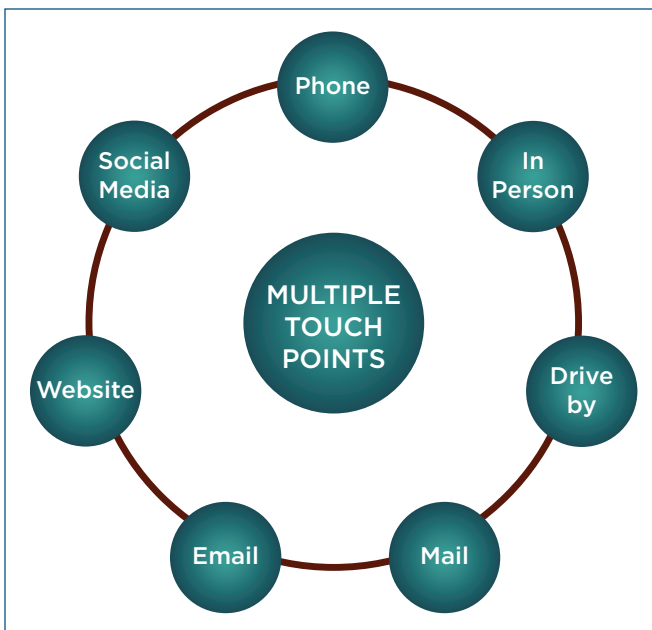 Phone
In
Person
Drive
by
Mail
Email
Website
Social
Media
MULTIPLE
TOUCH
POINTS